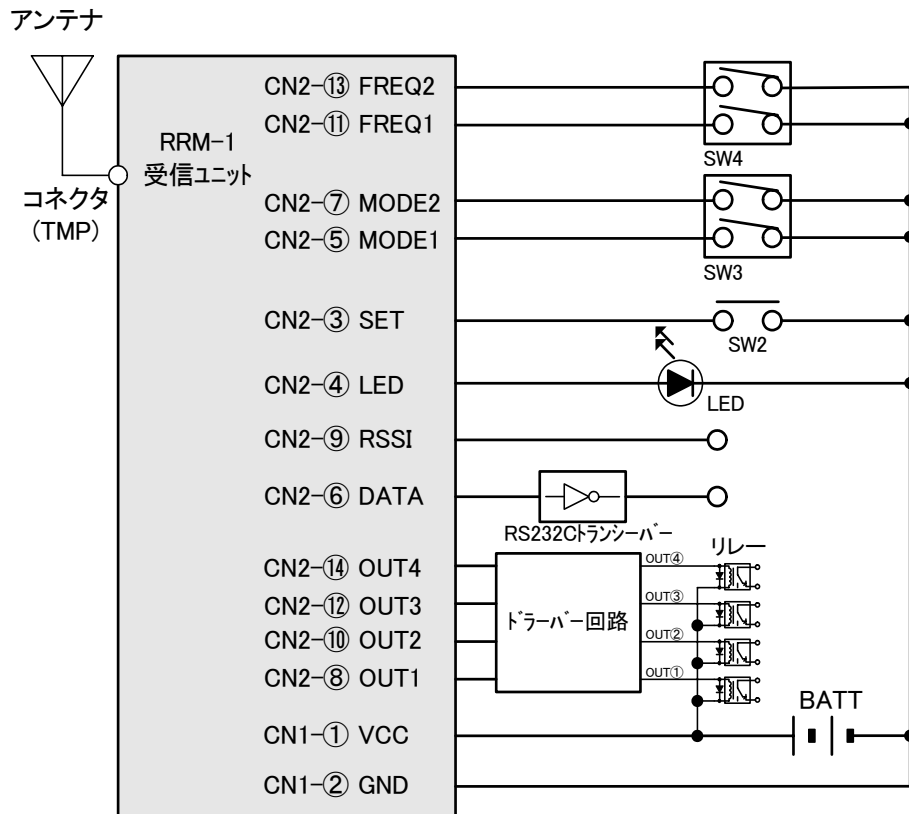 アンテナ
RRM-1
受信ユニット
コネクタ
(TMP)
CN2-⑬ FREQ2
CN2-⑪ FREQ1
SW4
CN2-⑦ MODE2
CN2-⑤ MODE1
SW3
CN2-③ SET
SW2
CN2-④ LED
LED
CN2-⑨ RSSI
CN2-⑥ DATA
RS232Cトランシーバー
リレー
CN2-⑭ OUT4
CN2-⑫ OUT3
CN2-⑩ OUT2
CN2-⑧ OUT1
ドラーバー回路
OUT④
OUT③
OUT②
OUT①
BATT
CN1-① VCC
CN1-② GND